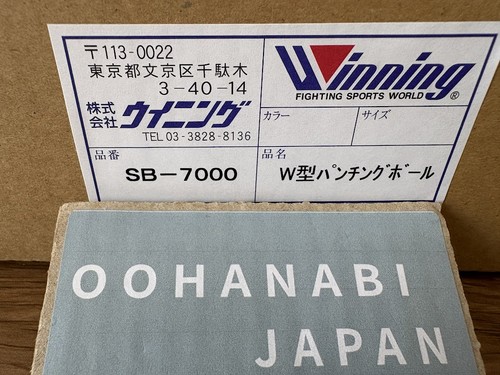 〒113-0022
東京都文京区千駄木
3-40-14
株式会社 ウイニング
TEL 03-3828-8136
Winning
FIGHTING SPORTS WORLD ®
カラー
サイズ
品番
SB-7000
品名
W型パンチングボール
OOHANABI
JAPAN